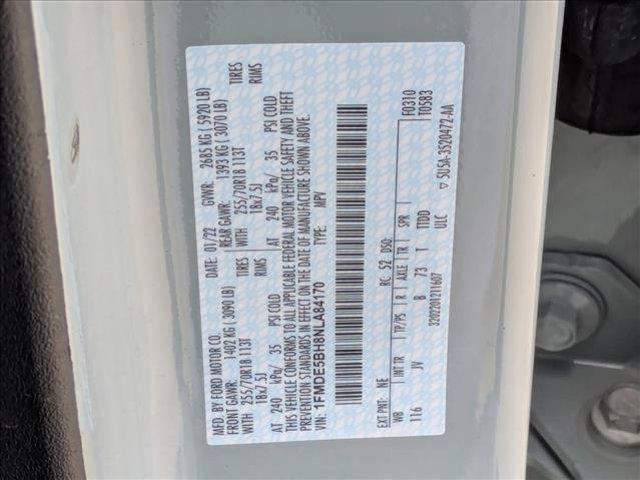 MFD. BY FORD MOTOR CO.
DATE: 01/22 GVWR: 2685 KG ( 5920 LB)
FRONT GAWR: 1402 KG ( 3090 LB) REAR GAWR: 1393 KG ( 3070 LB)
WITH 255/70R18 113T TIRES WITH 255/70R18 113T TIRES
18x7.5J RIMS 18x7.5J RIMS
AT 240 kPa/ 35 PSI COLD AT 240 kPa/ 35 PSI COLD
THIS VEHICLE CONFORMS TO ALL APPLICABLE FEDERAL MOTOR VEHICLE SAFETY AND THEFT
PREVENTION STANDARDS IN EFFECT ON THE DATE OF MANUFACTURE SHOWN ABOVE.
VIN: 1FMDE5BH8NLA84170
TYPE: MPV
F0310
T0583
EXT PNT: NE RC: 52 DSO:
WB INT TR TP/PS R AXLE TR SPR
116 JV B 73 T TTDD
ULC
3202201211607
5U5A-3520472-AA